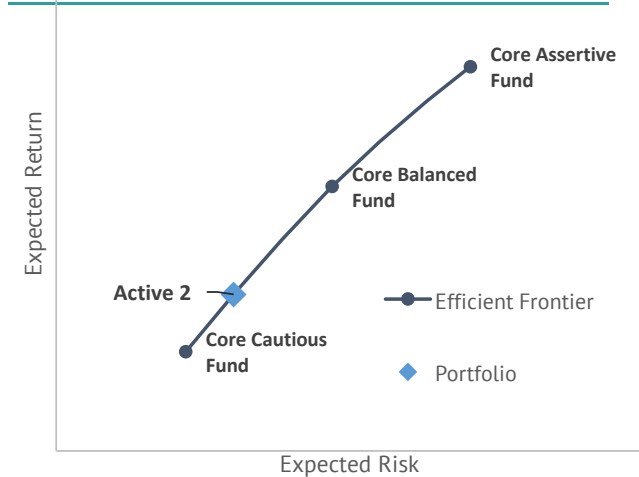 Core Assertive
Fund
Core Balanced
Fund
Expected Return
Active 2
Efficient Frontier
Core Cautious
Fund
Portfolio
Expected Risk